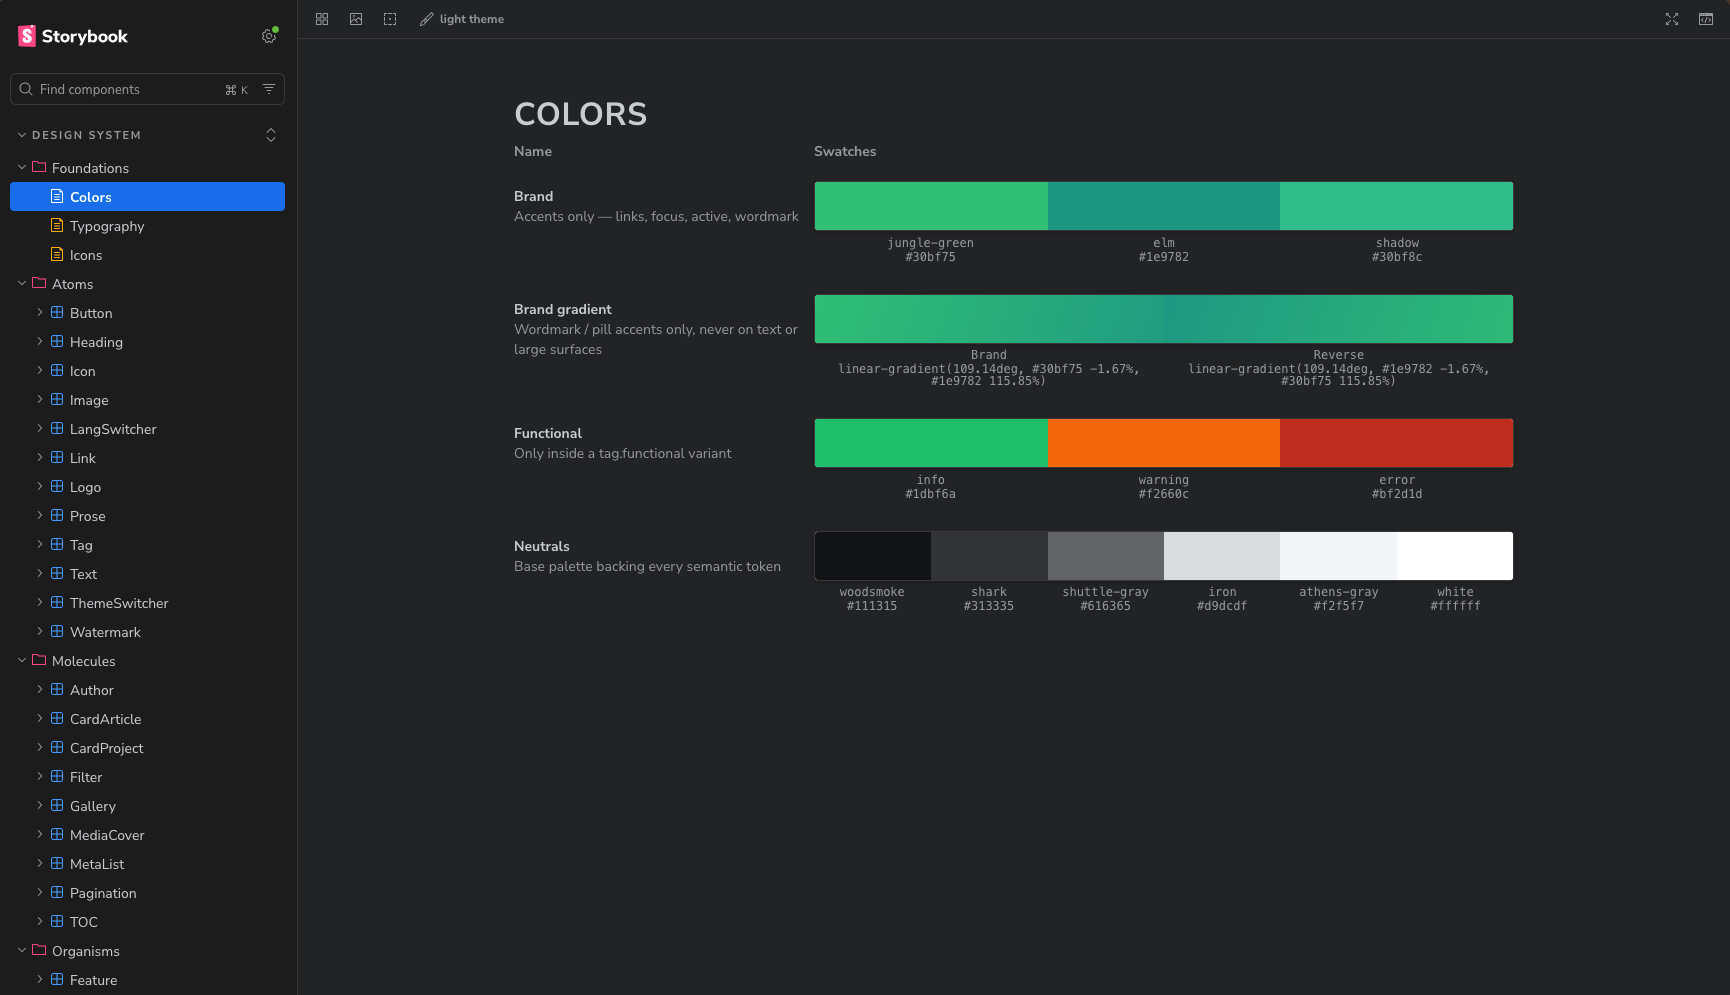 Storybook
Find components
⌘ K
DESIGN SYSTEM
Foundations
Colors
Typography
Icons
Atoms
Button
Heading
Icon
Image
LangSwitcher
Link
Logo
Prose
Tag
Text
ThemeSwitcher
Watermark
Molecules
Author
CardArticle
CardProject
Filter
Gallery
MediaCover
MetaList
Pagination
TOC
Organisms
Feature
light theme
COLORS
Name Swatches
Brand
Accents only — links, focus, active, wordmark
jungle-green elm shadow
#30bf75 #1e9782 #30bf8c
Brand gradient
Wordmark / pill accents only, never on text or
large surfaces
Brand Reverse
linear-gradient(109.14deg, #30bf75 -1.67%, linear-gradient(109.14deg, #1e9782 -1.67%,
#1e9782 115.85%) #30bf75 115.85%)
Functional
Only inside a tag.functional variant
info warning error
#1dbf6a #f2660c #bf2d1d
Neutrals
Base palette backing every semantic token
woodsmoke shark shuttle-gray iron athens-gray white
#111315 #313335 #616365 #d9dcdf #f2f5f7 #ffffff